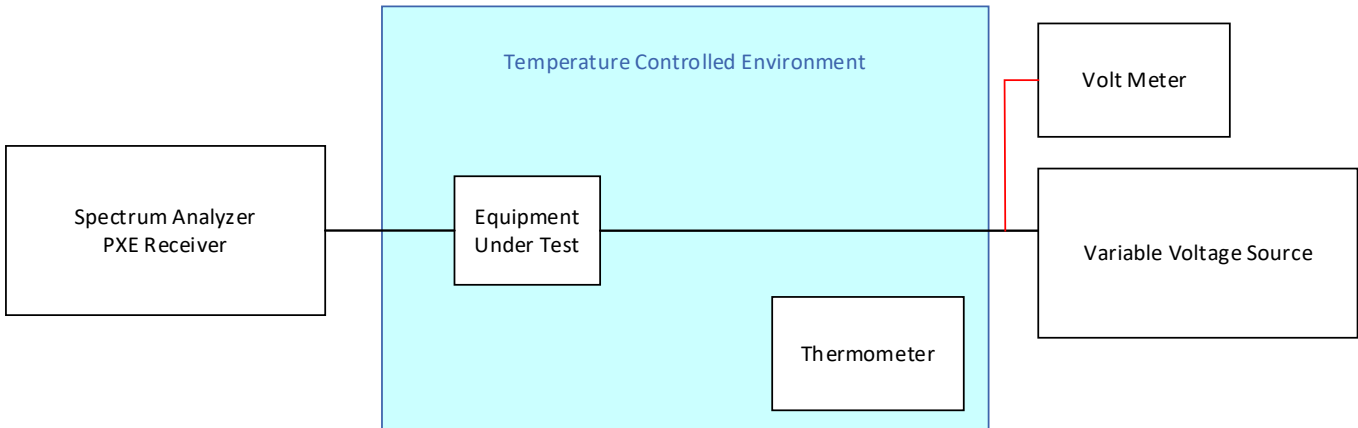 Temperature Controlled Environment
Volt Meter
Spectrum Analyzer
PXE Receiver
Equipment
Under Test
Variable Voltage Source
Thermometer